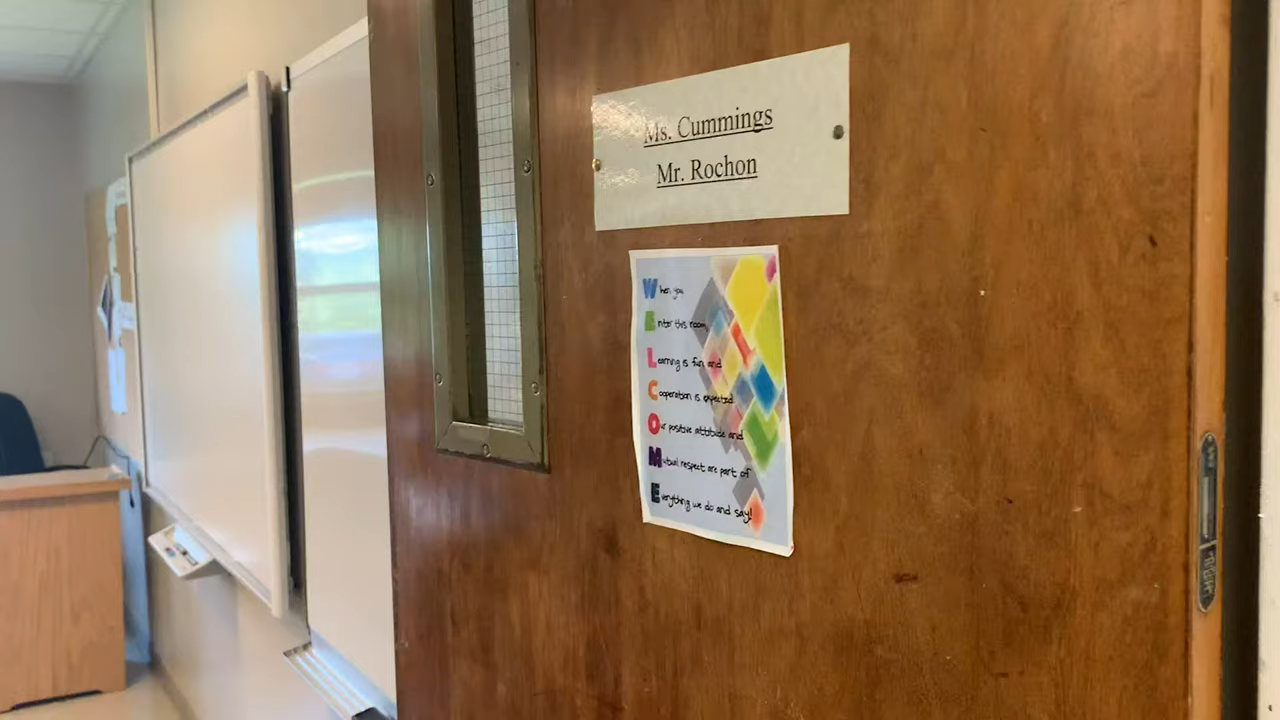 Ms. Cummings
Mr. Rochon
When you
Enter this room
Learning is fun and
Cooperation is expected
Our positive attitude and
Mutual respect are part of
Everything we do and say!